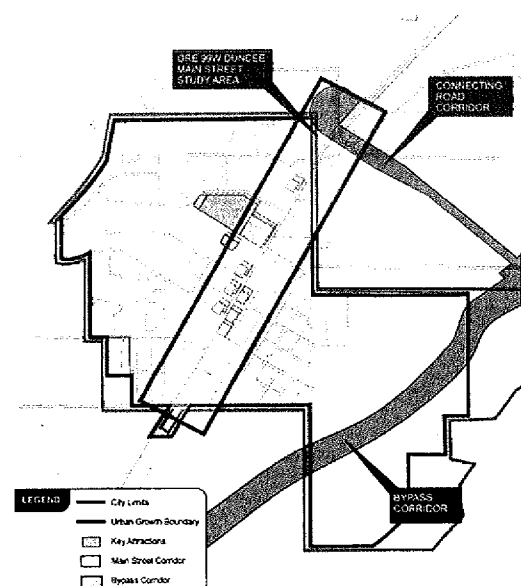 ORE 99W DUNDEE
MAIN STREET
STUDY AREA
CONNECTING
ROAD
CORRIDOR
BYPASS
CORRIDOR
LEGEND
City Limits
Urban Growth Boundary
Key Attractions
Main Street Corridor
Bypass Corridor